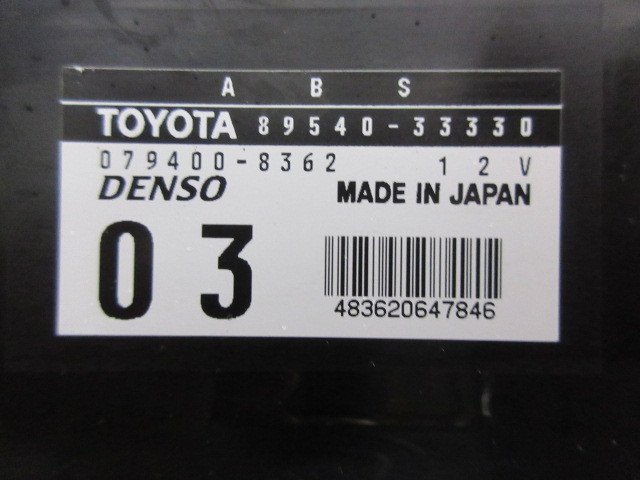 A B S
TOYOTA 89540-33330
079400-8362 12V
DENSO MADE IN JAPAN
03
483620647846